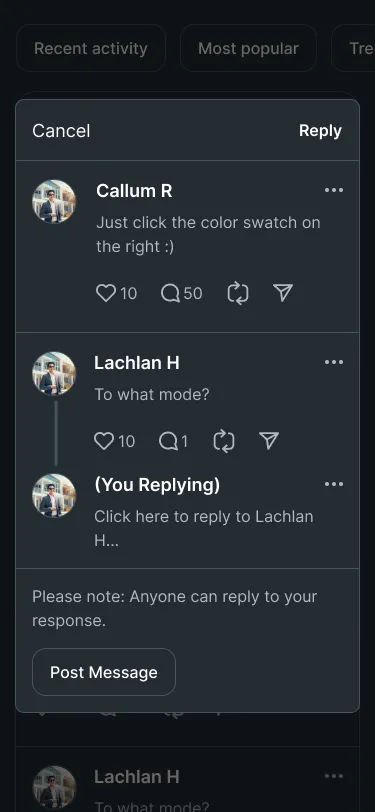 Recent activity
Most popular
Tre
Cancel
Reply
Callum R
Just click the color swatch on
the right :)
10
50
Lachlan H
To what mode?
10
1
(You Replying)
Click here to reply to Lachlan
H...
Please note: Anyone can reply to your
response.
Post Message
Lachlan H
To what mode?